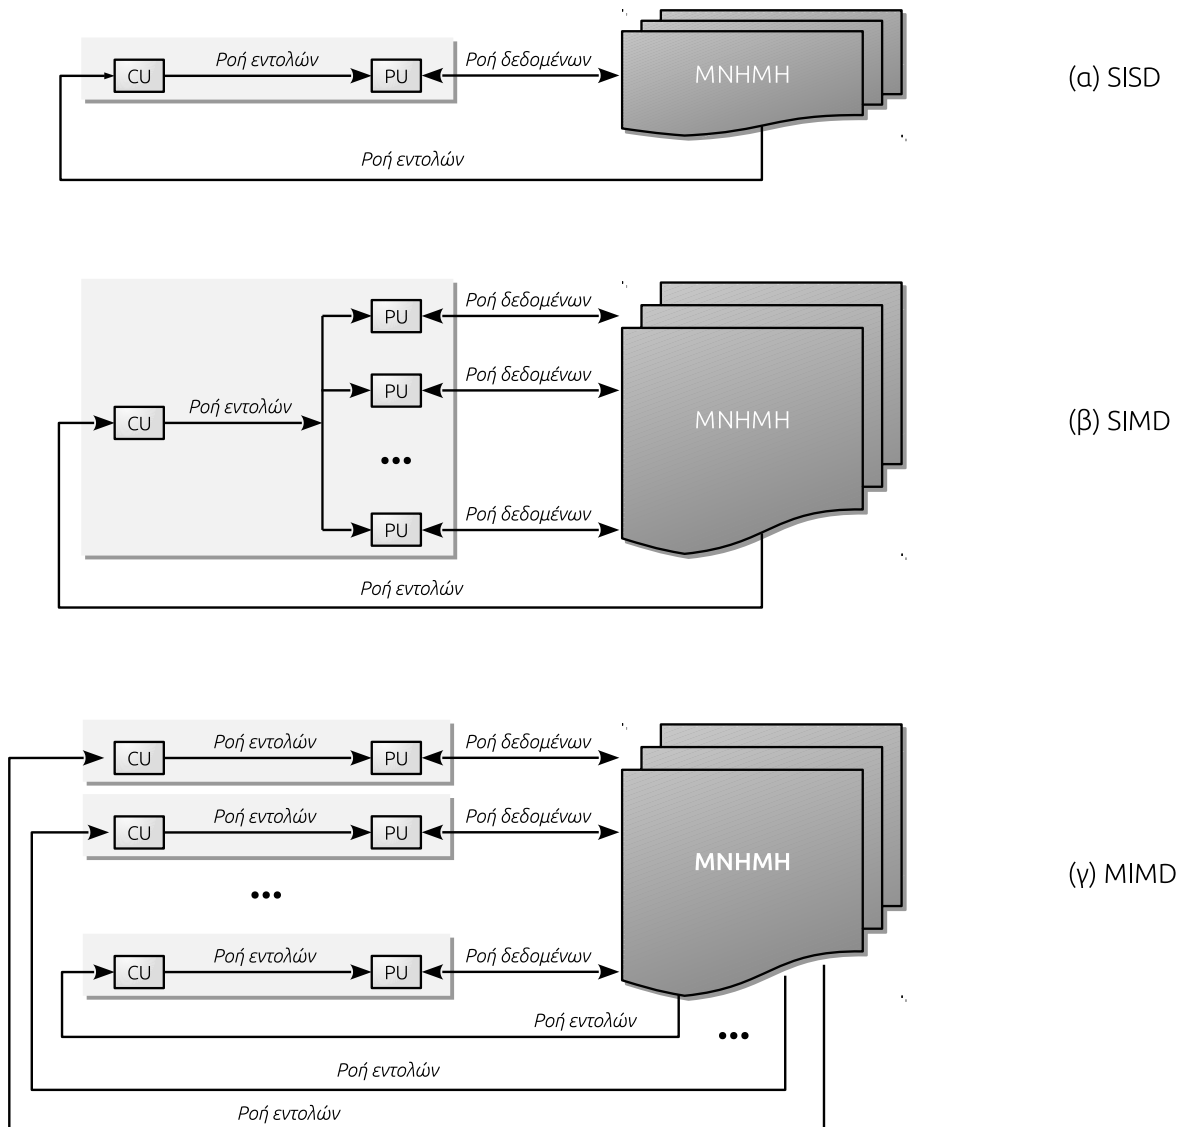 Ροή εντολών
Ροή δεδομένων
CU
PU
ΜΝΗΜΗ
(α) SISD
Ροή εντολών
Ροή δεδομένων
PU
Ροή δεδομένων
PU
Ροή εντολών
CU
ΜΝΗΜΗ
(β) SIMD
•••
Ροή δεδομένων
PU
Ροή εντολών
Ροή εντολών
Ροή δεδομένων
CU
PU
Ροή εντολών
Ροή δεδομένων
CU
PU
ΜΝΗΜΗ
(γ) MIMD
•••
Ροή εντολών
Ροή δεδομένων
CU
PU
Ροή εντολών
•••
Ροή εντολών
Ροή εντολών